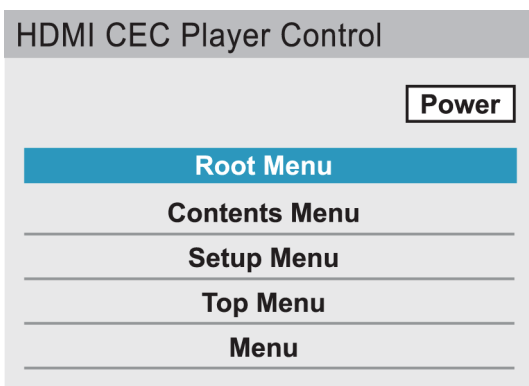 HDMI CEC Player Control
Power
Root Menu
Contents Menu
Setup Menu
Top Menu
Menu